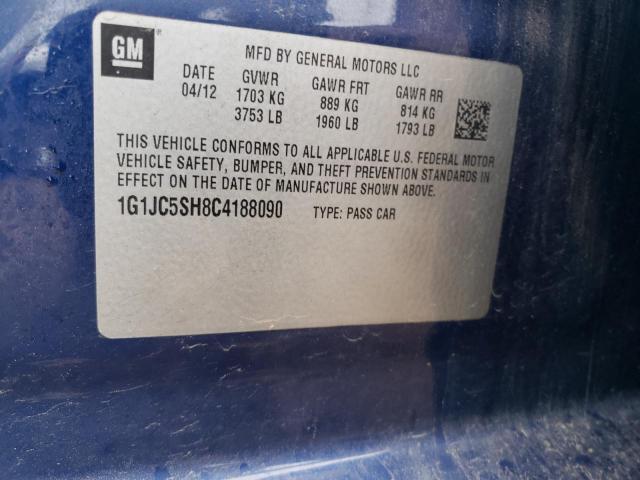 GM
MFD BY GENERAL MOTORS LLC
DATE GVWR GAWR FRT GAWR RR
04/12 1703 KG 889 KG 814 KG
3753 LB 1960 LB 1793 LB
THIS VEHICLE CONFORMS TO ALL APPLICABLE U.S. FEDERAL MOTOR
VEHICLE SAFETY, BUMPER, AND THEFT PREVENTION STANDARDS IN
EFFECT ON THE DATE OF MANUFACTURE SHOWN ABOVE.
1G1JC5SH8C4188090 TYPE: PASS CAR